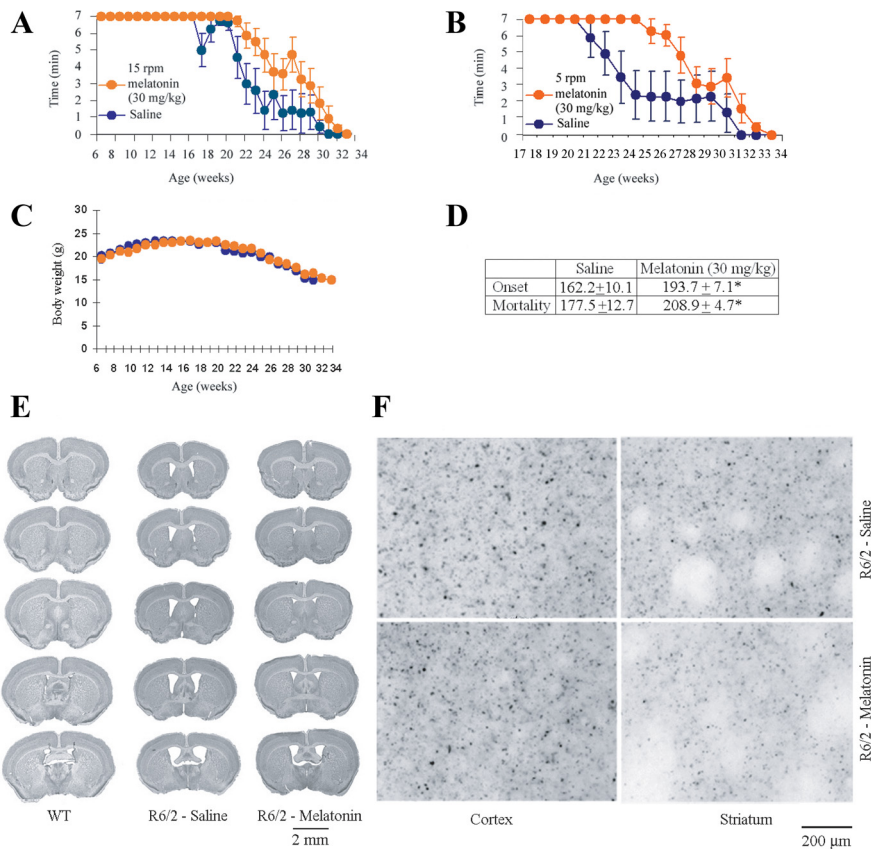 A
7
6
5
4
3
2
1
0
Time (min)
15 rpm
melatonin
(30 mg/kg)
Saline
6 8 10 12 14 16 18 20 22 24 26 28 30 32 34
Age (weeks)
B
7
6
5
4
3
2
1
0
Time (min)
5 rpm
melatonin
(30 mg/kg)
Saline
17 18 19 20 21 22 23 24 25 26 27 28 29 30 31 32 33 34
Age (weeks)
C
30
25
20
15
10
5
0
Body weight (g)
6 8 10 12 14 16 18 20 22 24 26 28 30 32 34
Age (weeks)
D
Saline Melatonin (30 mg/kg)
Onset 162.2±10.1 193.7 ± 7.1*
Mortality 177.5 ±12.7 208.9 ± 4.7*
E
WT R6/2 - Saline R6/2 - Melatonin
2 mm
F
R6/2 - Saline
R6/2 - Melatonin
Cortex Striatum
200 µm